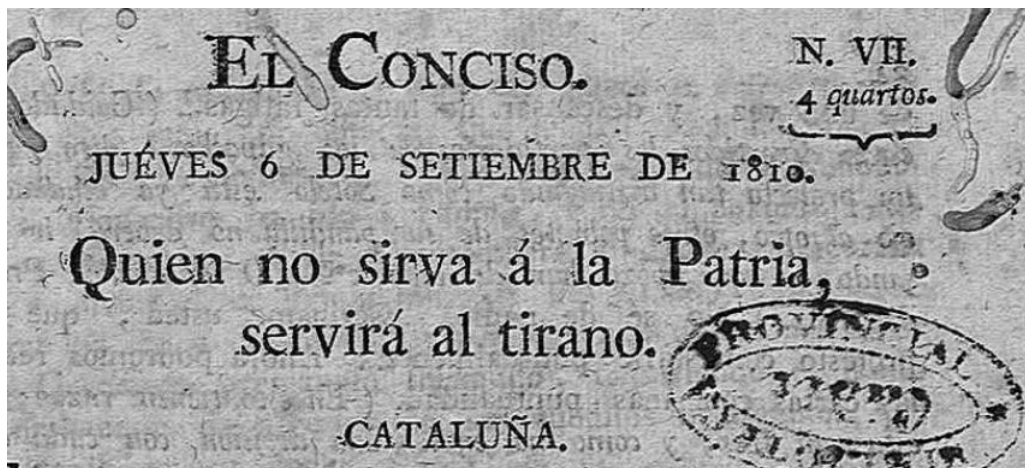 EL CONCISO.
N. VII.
4 quartos.
JUÉVES 6 DE SETIEMBRE DE 1810.
Quien no sirva á la Patria,
servirá al tirano.
PROVINCIAL
CATALUÑA.